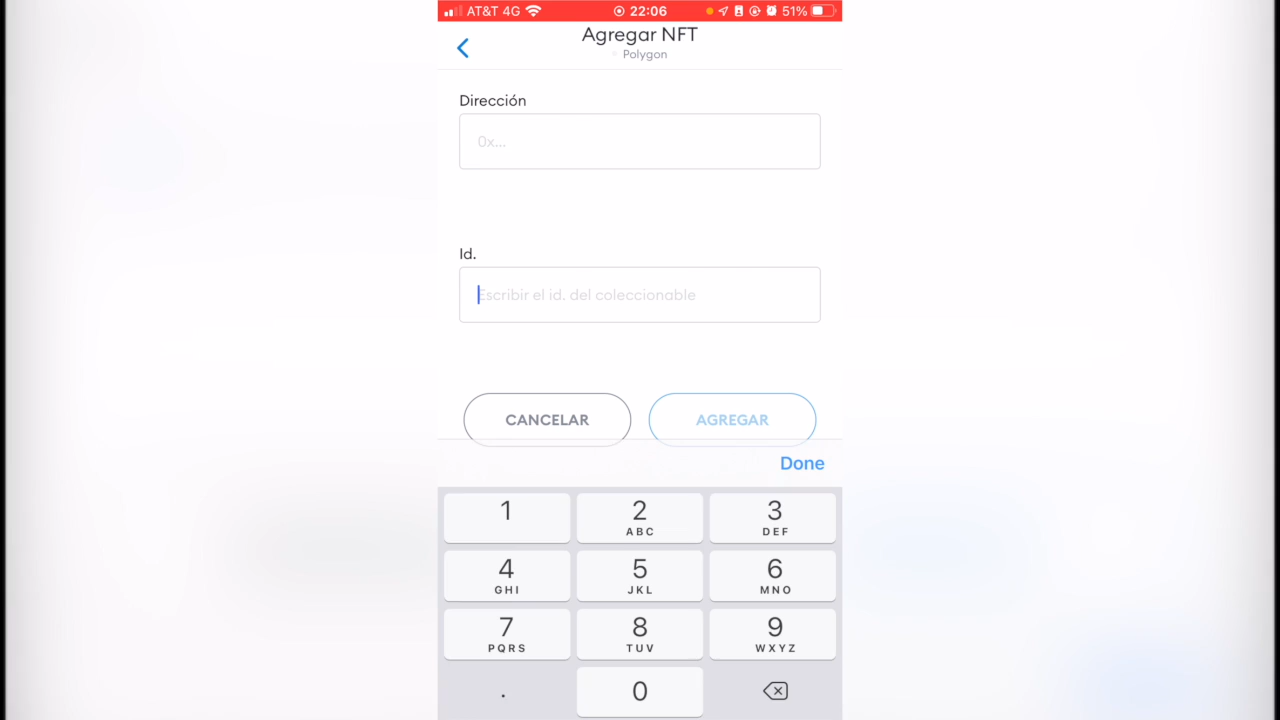 AT&T 4G 22:06 51%
Agregar NFT
Polygon
Dirección
0x...
Id.
Escribir el id. del coleccionable
CANCELAR AGREGAR
Done
1 2 3
ABC DEF
4 5 6
GHI JKL MNO
7 8 9
PQRS TUV WXYZ
. 0